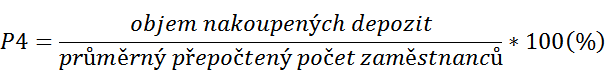 P4 = objem nakoupených depozit / průměrný přepočtený počet zaměstnanců * 100(%)